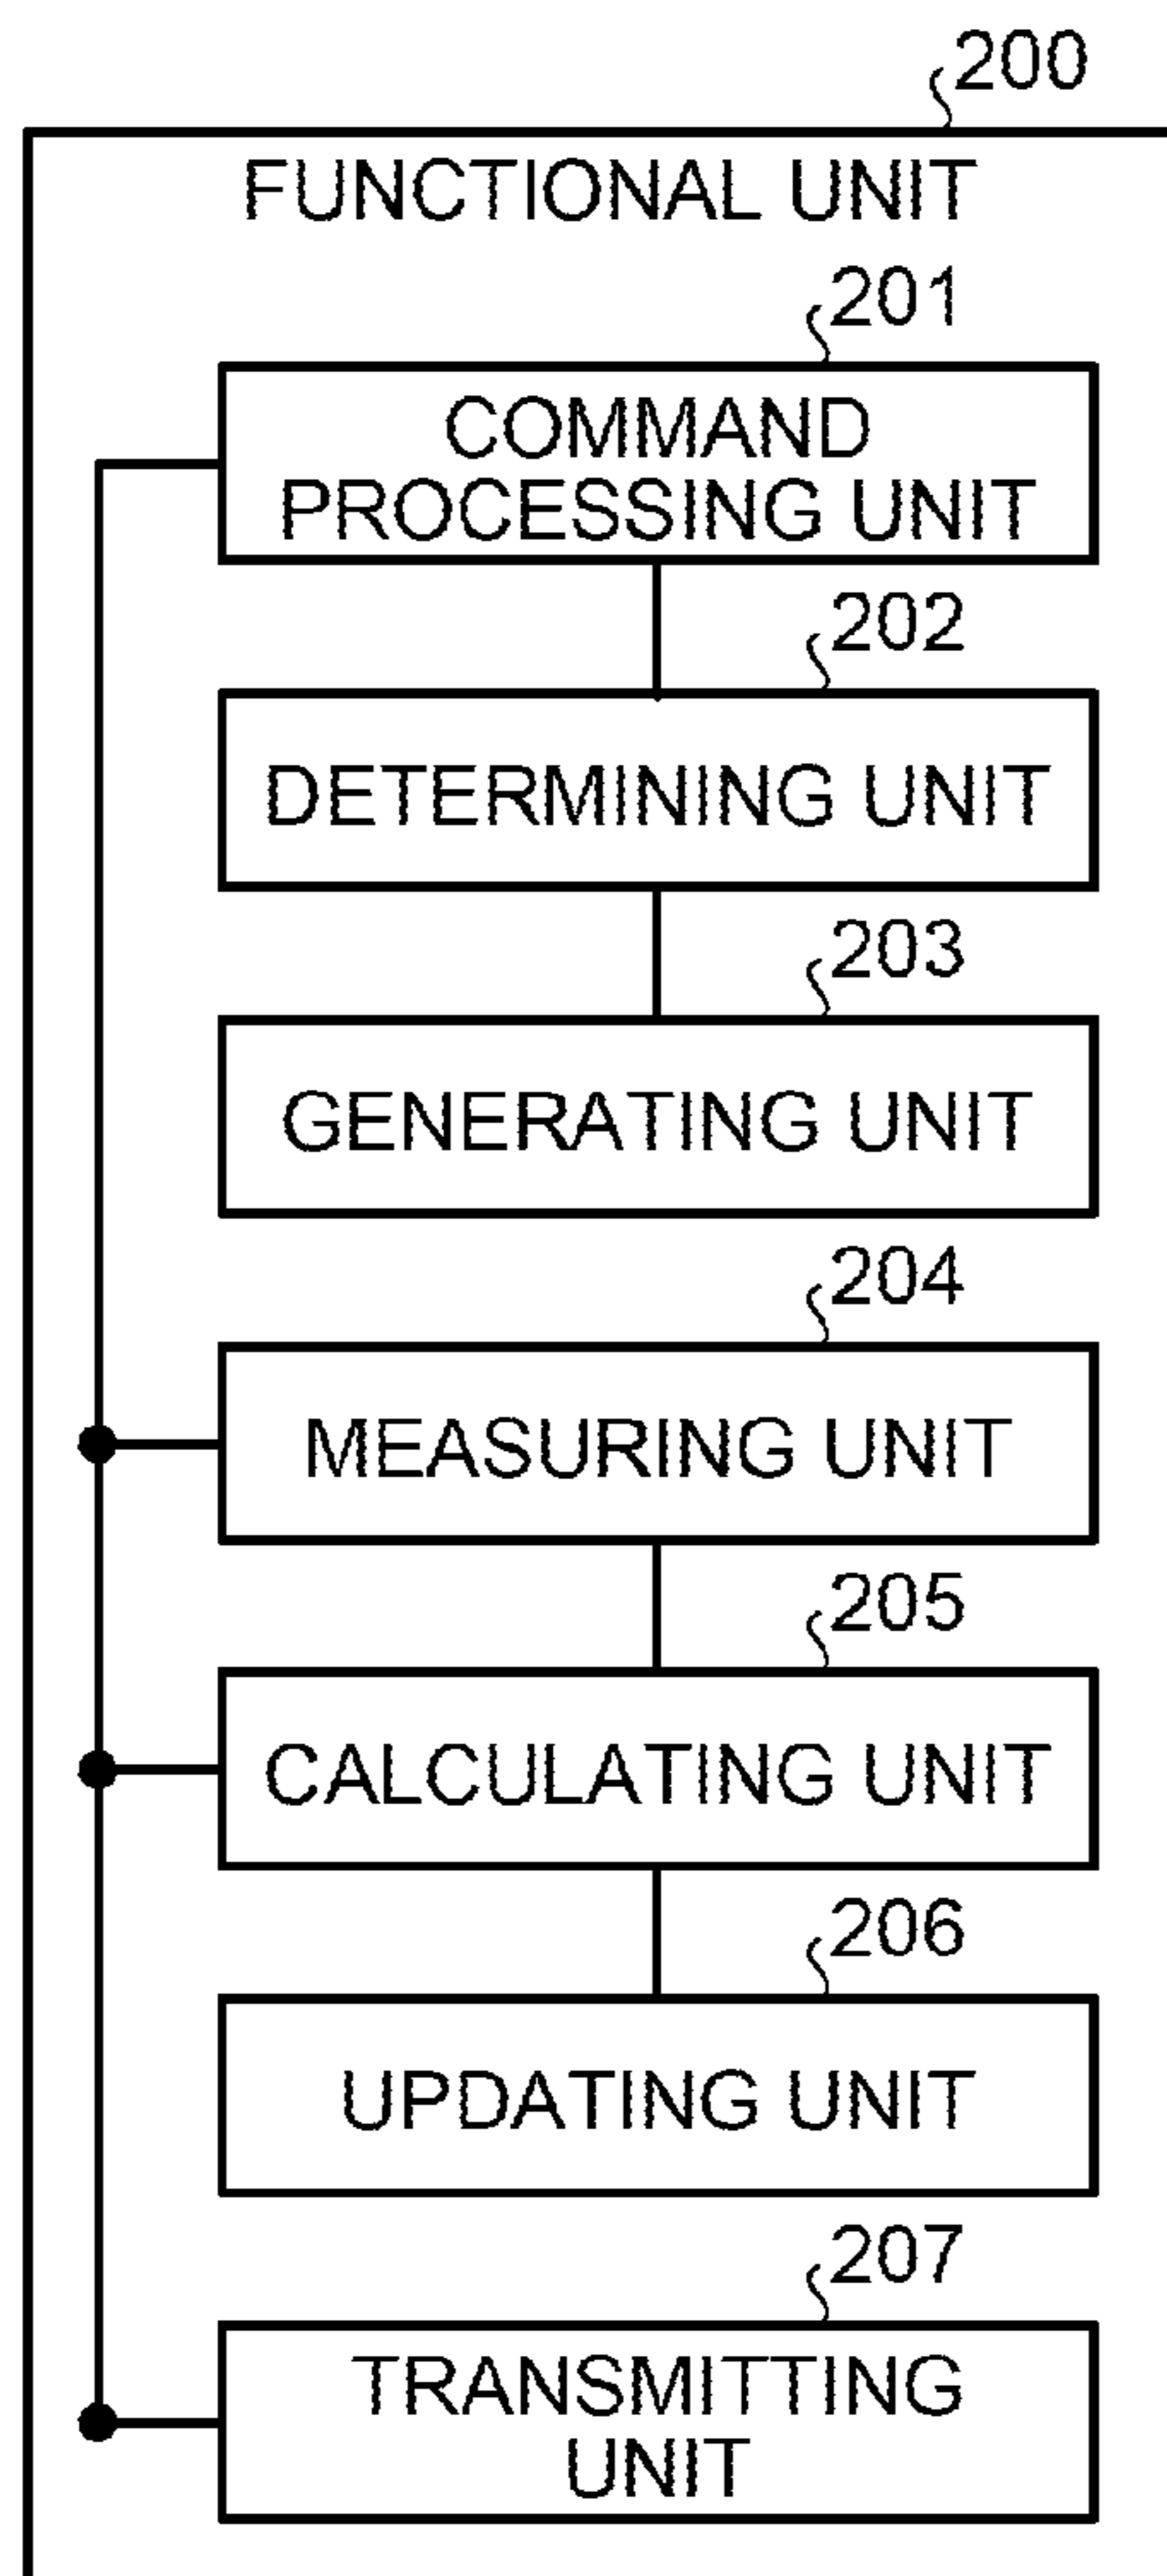 200
FUNCTIONAL UNIT
201
COMMAND
PROCESSING UNIT
202
DETERMINING UNIT
203
GENERATING UNIT
204
MEASURING UNIT
205
CALCULATING UNIT
206
UPDATING UNIT
207
TRANSMITTING
UNIT